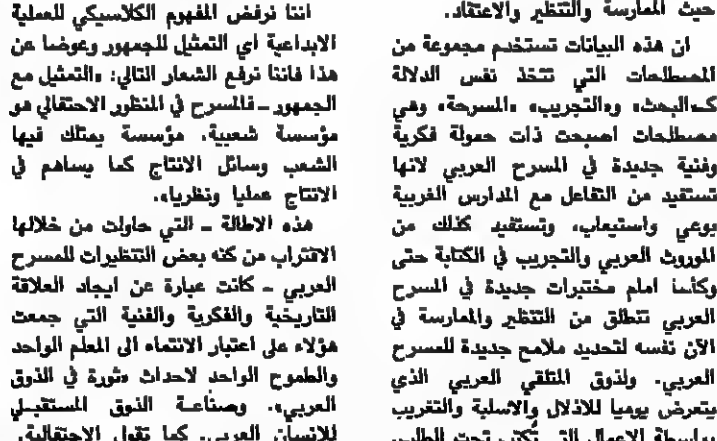 حيث الممارسة والتنظير والاعتقاد.
ان هذه البيانات تستخدم مجموعة من
المصطلحات التي تتخذ نفس الدلالة
كـ«البحث» و«التجريب» «المسرحة» وهي
مصطلحات اصبحت ذات حمولة فكرية
وفنية جديدة في المسرح العربي لانها
تستفيد من التفاعل مع المدارس الغربية
بوعي واستيعاب، وتستفيد كذلك من
الموروث العربي والتجريب في الكتابة حتى
وكأننا امام مختبرات جديدة في المسرح
العربي تنطلق من التنظير والممارسة في
الآن نفسه لتحديد ملامح جديدة للمسرح
العربي. ولذوق المتلقي العربي الذي
يتعرض يوميا للاذلال والاسلبة والتغريب
بواسطة الاعمال التي تكتب تحت الطلب.
اننا نرفض المفهوم الكلاسيكي للعملية
الابداعية اي التمثيل للجمهور وعوضا عن
هذا فاننا نرفع الشعار التالي: «التمثيل مع
الجمهور ـ فالمسرح في المنظور الاحتفالي هو
مؤسسة شعبية، مؤسسة يمتلك فيها
الشعب وسائل الانتاج كما يساهم في
الانتاج عمليا ونظريا».
هذه الاطالة ـ التي حاولت من خلالها
الاقتراب من كنه بعض التنظيرات للمسرح
العربي ـ كانت عبارة عن ايجاد العلاقة
التاريخية والفكرية والفنية التي جمعت
هؤلاء على اعتبار الانتماء الى المعلم الواحد
والطموح الواحد لاحداث «ثورة في الذوق
العربي». وصناعة الذوق المستقبلي
للانسان العربي. كما تقول الاحتفالية.